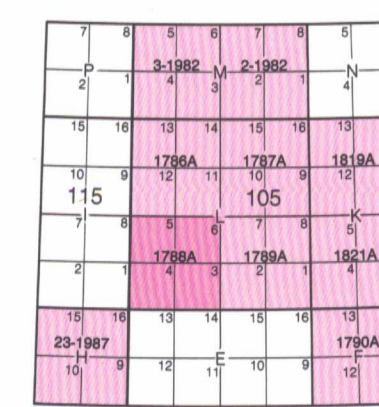 7 8 5 6 7 8 5
P 3-1982 M 2-1982 N
2 1 4 3 2 1 4
15 16 13 14 15 16 13
1786A 1787A 1819A
10 9 12 11 10 9 12
115 105
I L K
7 8 5 6 7 8 5
1788A 1789A 1821A
2 1 4 3 2 1 4
15 16 13 14 15 16 13
23-1987 1790A
H E F
10 9 12 11 10 9 12